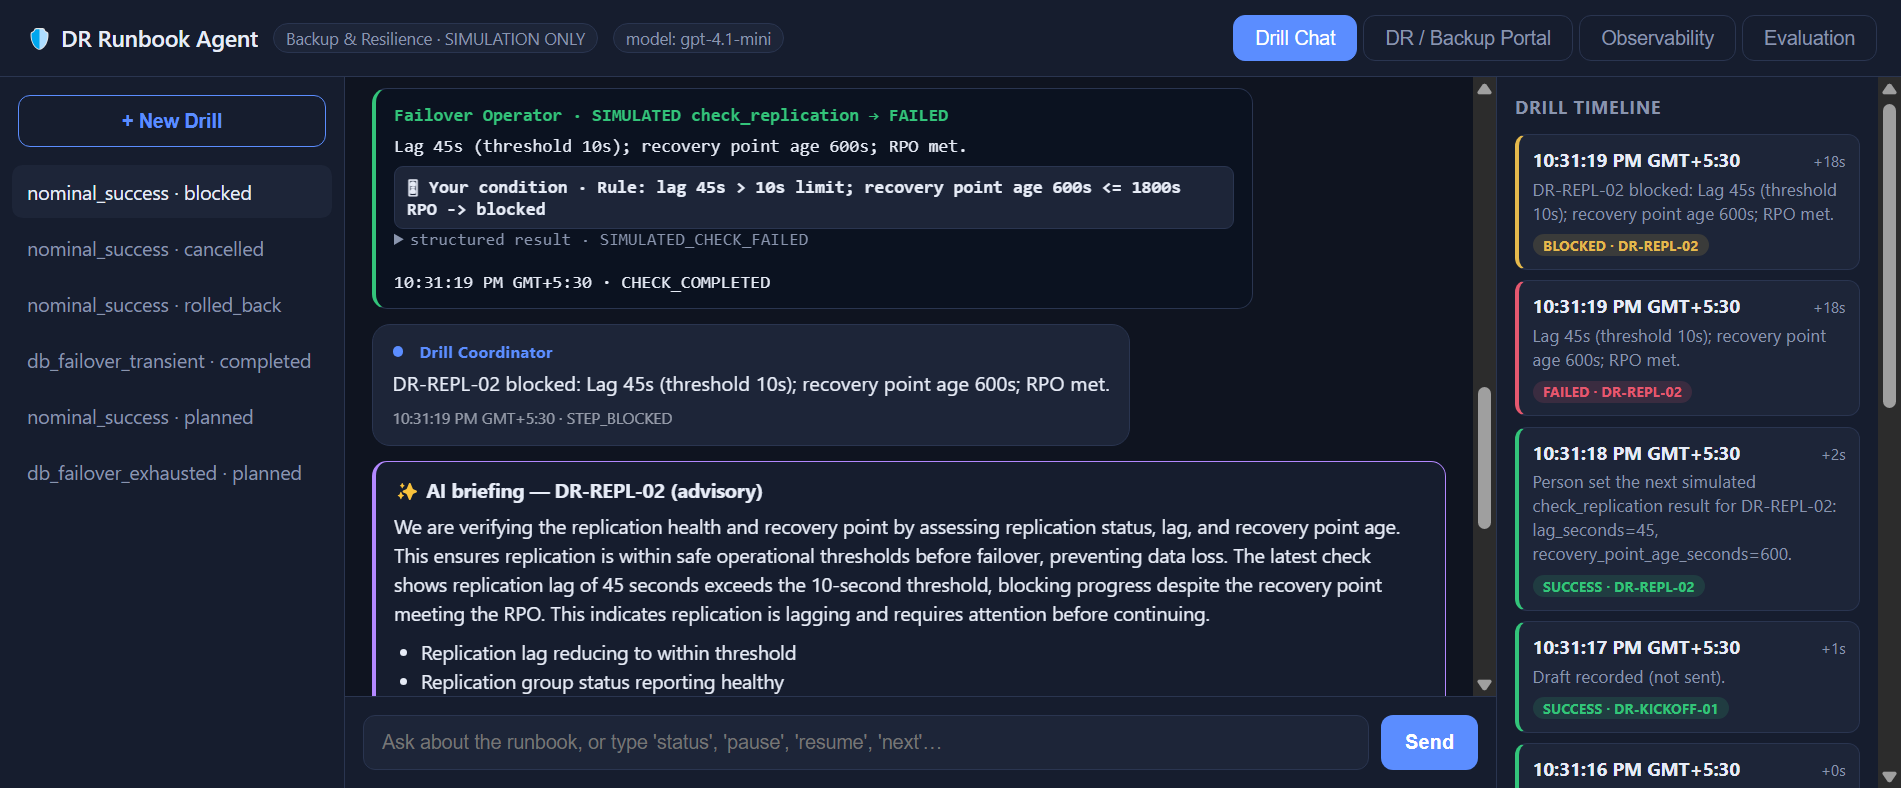 DR Runbook Agent
Backup & Resilience · SIMULATION ONLY
model: gpt-4.1-mini
Drill Chat
DR / Backup Portal
Observability
Evaluation
+ New Drill
nominal_success · blocked
nominal_success · cancelled
nominal_success · rolled_back
db_failover_transient · completed
nominal_success · planned
db_failover_exhausted · planned
Failover Operator · SIMULATED check_replication → FAILED
Lag 45s (threshold 10s); recovery point age 600s; RPO met.
Your condition · Rule: lag 45s > 10s limit; recovery point age 600s <= 1800s
RPO -> blocked
structured result · SIMULATED_CHECK_FAILED
10:31:19 PM GMT+5:30 · CHECK_COMPLETED
Drill Coordinator
DR-REPL-02 blocked: Lag 45s (threshold 10s); recovery point age 600s; RPO met.
10:31:19 PM GMT+5:30 · STEP_BLOCKED
✨ AI briefing — DR-REPL-02 (advisory)
We are verifying the replication health and recovery point by assessing replication status, lag, and recovery point age.
This ensures replication is within safe operational thresholds before failover, preventing data loss. The latest check
shows replication lag of 45 seconds exceeds the 10-second threshold, blocking progress despite the recovery point
meeting the RPO. This indicates replication is lagging and requires attention before continuing.
• Replication lag reducing to within threshold
• Replication group status reporting healthy
Ask about the runbook, or type 'status', 'pause', 'resume', 'next'…
Send
DRILL TIMELINE
10:31:19 PM GMT+5:30 +18s
DR-REPL-02 blocked: Lag 45s (threshold
10s); recovery point age 600s; RPO met.
BLOCKED · DR-REPL-02
10:31:19 PM GMT+5:30 +18s
Lag 45s (threshold 10s); recovery point
age 600s; RPO met.
FAILED · DR-REPL-02
10:31:18 PM GMT+5:30 +2s
Person set the next simulated
check_replication result for DR-REPL-02:
lag_seconds=45,
recovery_point_age_seconds=600.
SUCCESS · DR-REPL-02
10:31:17 PM GMT+5:30 +1s
Draft recorded (not sent).
SUCCESS · DR-KICKOFF-01
10:31:16 PM GMT+5:30 +0s